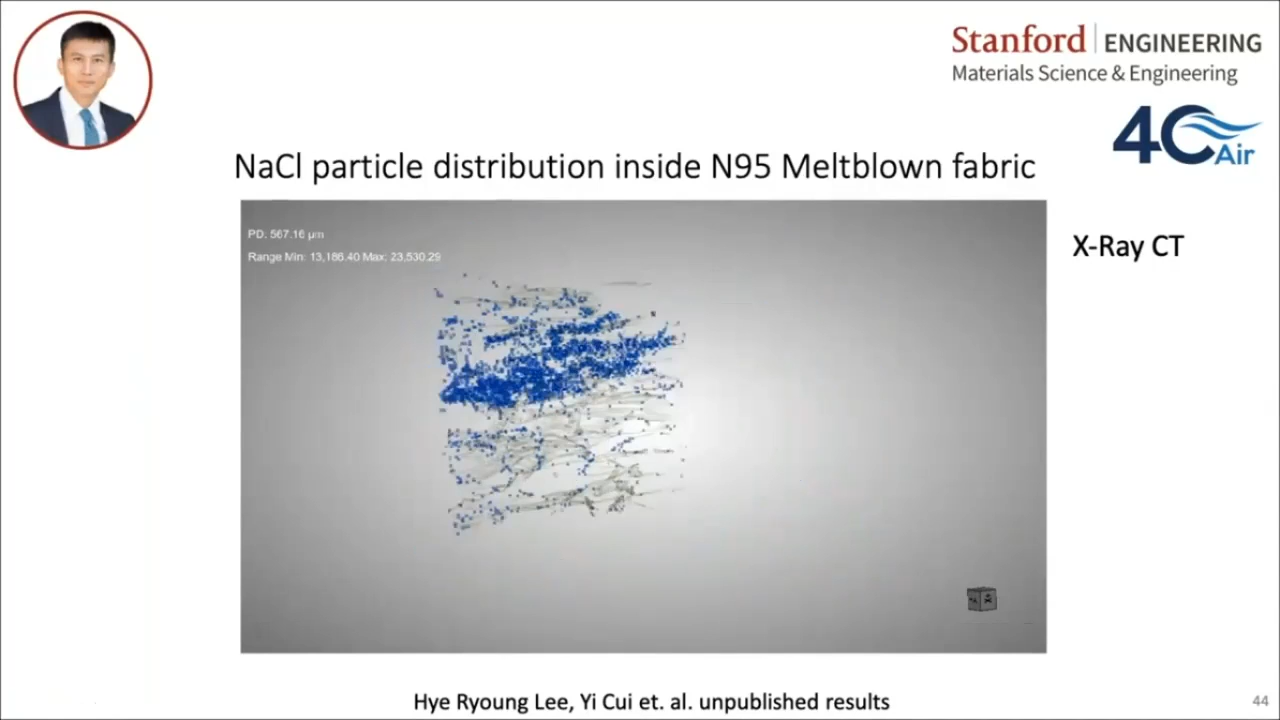 Stanford ENGINEERING
Materials Science & Engineering
4C Air
NaCl particle distribution inside N95 Meltblown fabric
PD: 567.16 µm
Range Min: 13,186.40 Max: 23,530.29
X-Ray CT
Hye Ryoung Lee, Yi Cui et. al. unpublished results
44